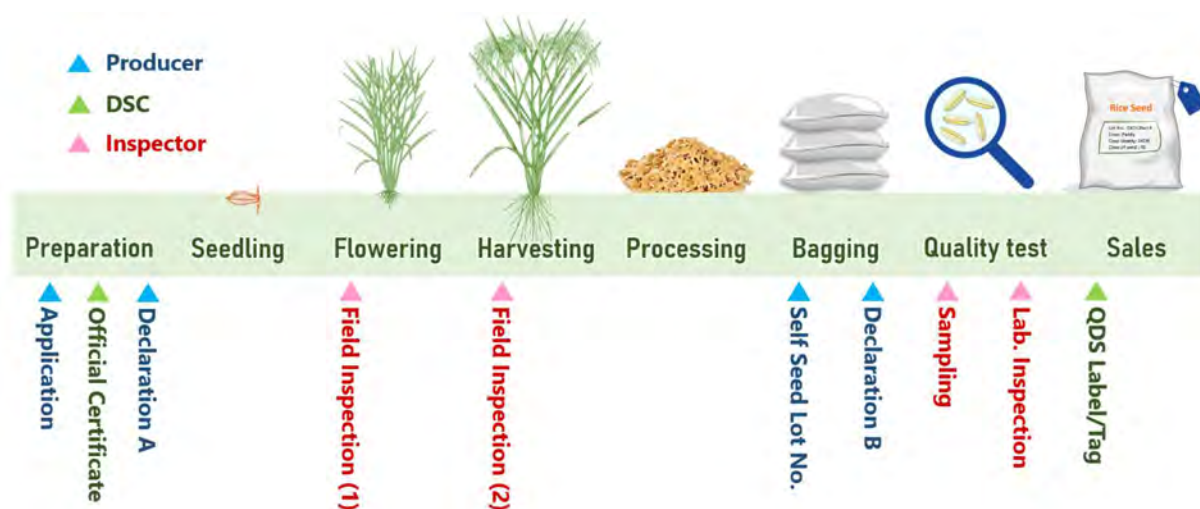 Producer
DSC
Inspector
Rice Seed
Preparation
Seedling
Flowering
Harvesting
Processing
Bagging
Quality test
Sales
Application
Official Certificate
Declaration A
Field Inspection (1)
Field Inspection (2)
Self Seed Lot No.
Declaration B
Sampling
Lab. Inspection
QDS Label/Tag